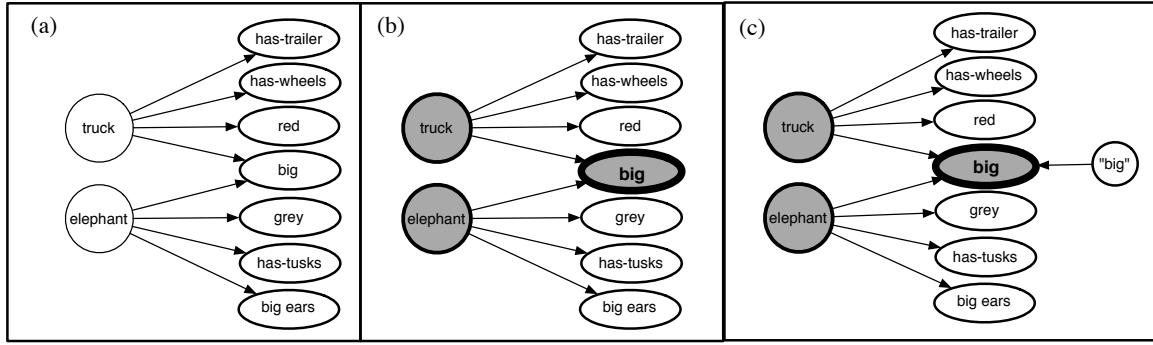 (a)
has-trailer
has-wheels
truck
red
big
elephant
grey
has-tusks
big ears
(b)
has-trailer
has-wheels
truck
red
big
elephant
grey
has-tusks
big ears
(c)
has-trailer
has-wheels
truck
red
big
"big"
elephant
grey
has-tusks
big ears